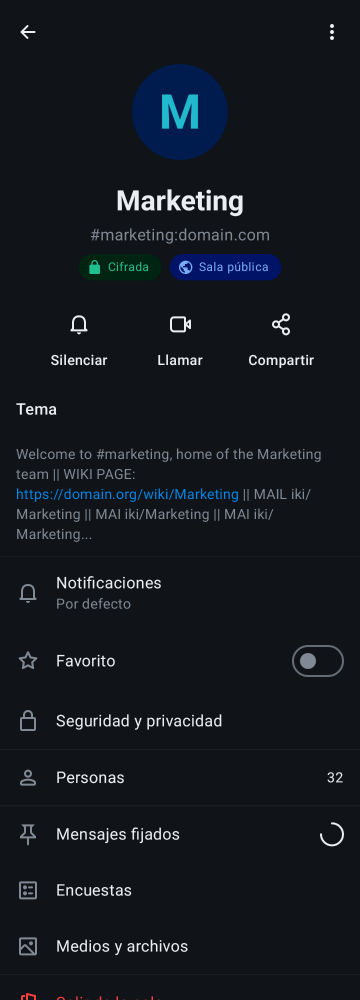 M
Marketing
#marketing:domain.com
Cifrada
Sala pública
Silenciar
Llamar
Compartir
Tema
Welcome to #marketing, home of the Marketing
team || WIKI PAGE:
https://domain.org/wiki/Marketing || MAIL iki/
Marketing || MAI iki/Marketing || MAI iki/
Marketing...
Notificaciones
Por defecto
Favorito
Seguridad y privacidad
Personas
32
Mensajes fijados
Encuestas
Medios y archivos